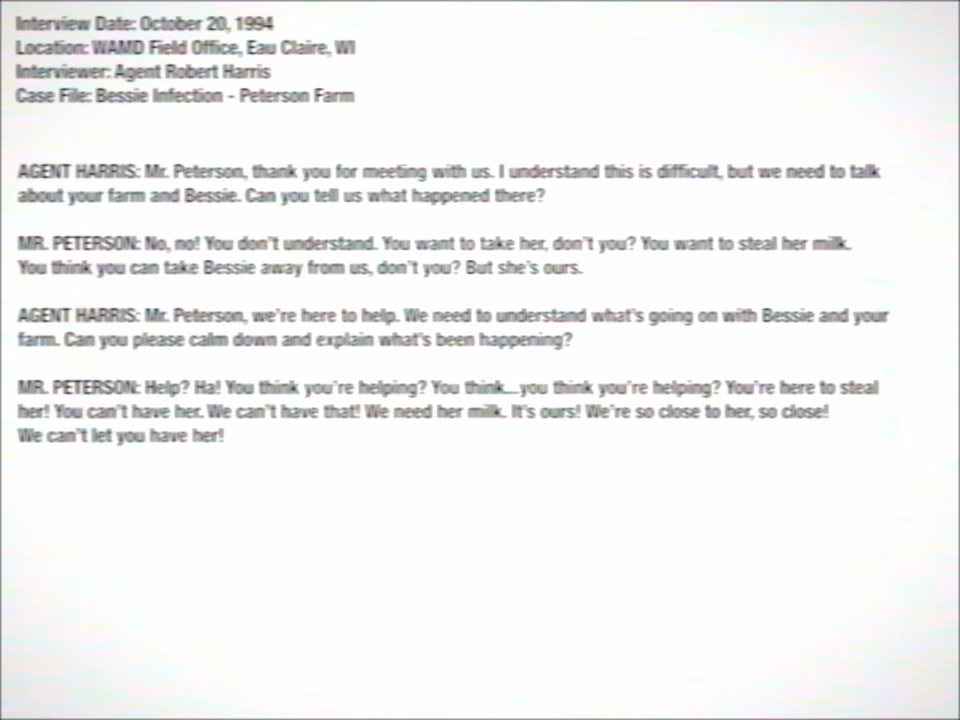 Interview Date: October 20, 1994
Location: WAMD Field Office, Eau Claire, WI
Interviewer: Agent Robert Harris
Case File: Bessie Infection - Peterson Farm
AGENT HARRIS: Mr. Peterson, thank you for meeting with us. I understand this is difficult, but we need to talk
about your farm and Bessie. Can you tell us what happened there?
MR. PETERSON: No, no! You don't understand. You want to take her, don't you? You want to steal her milk.
You think you can take Bessie away from us, don't you? But she's ours.
AGENT HARRIS: Mr. Peterson, we're here to help. We need to understand what's going on with Bessie and your
farm. Can you please calm down and explain what's been happening?
MR. PETERSON: Help? Ha! You think you're helping? You think...you think you're helping? You're here to steal
her! You can't have her. We can't have that! We need her milk. It's ours! We're so close to her, so close!
We can't let you have her!